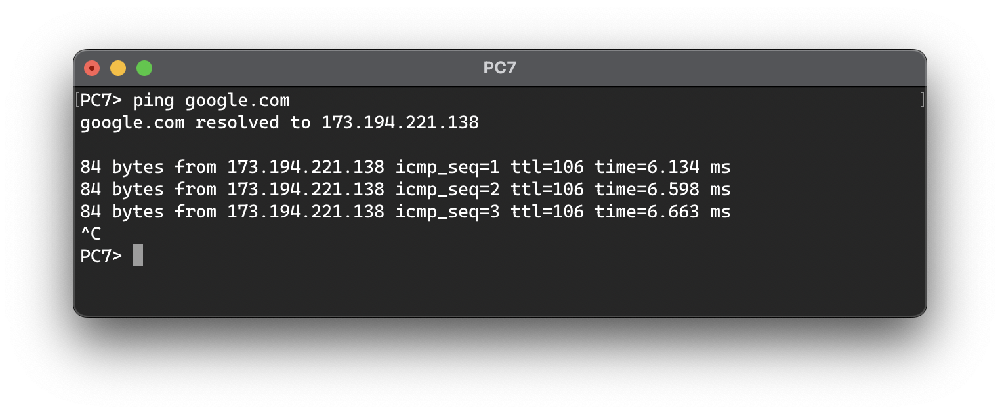 PC7
[PC7> ping google.com ]
google.com resolved to 173.194.221.138
84 bytes from 173.194.221.138 icmp_seq=1 ttl=106 time=6.134 ms
84 bytes from 173.194.221.138 icmp_seq=2 ttl=106 time=6.598 ms
84 bytes from 173.194.221.138 icmp_seq=3 ttl=106 time=6.663 ms
^C
PC7>